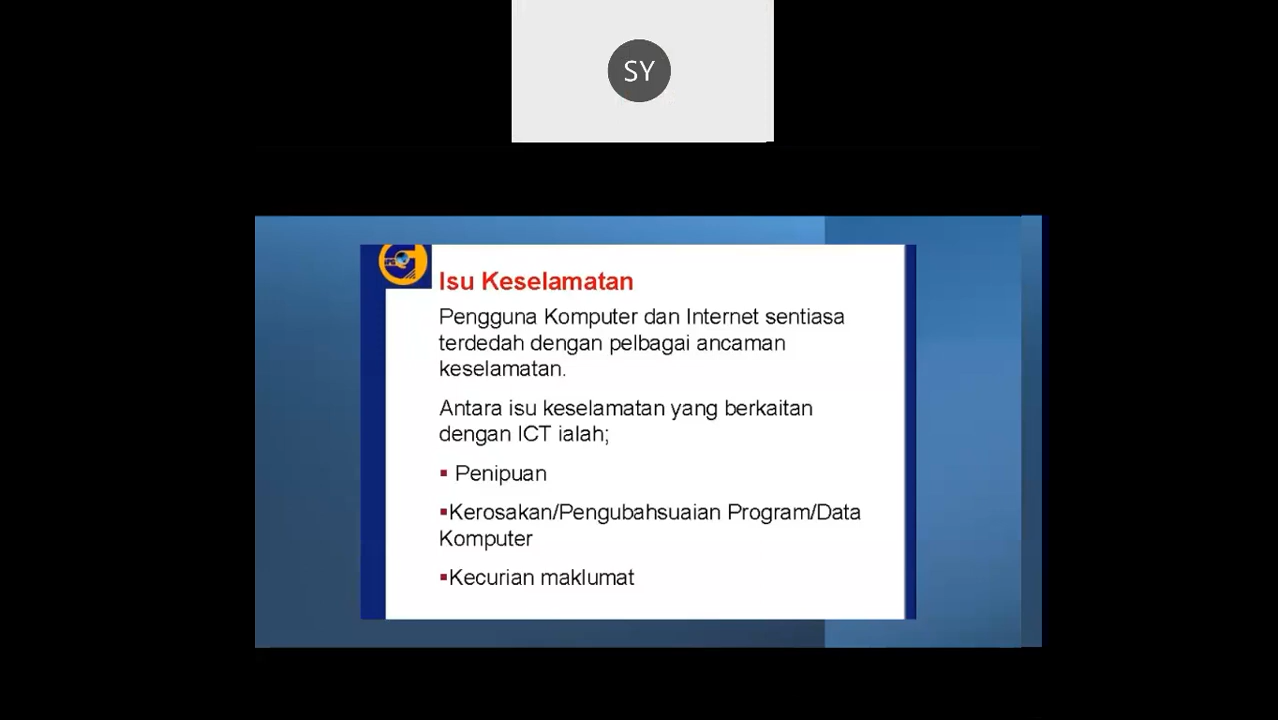 SY
Isu Keselamatan
Pengguna Komputer dan Internet sentiasa
terdedah dengan pelbagai ancaman
keselamatan.
Antara isu keselamatan yang berkaitan
dengan ICT ialah;
▪ Penipuan
▪Kerosakan/Pengubahsuaian Program/Data
Komputer
▪Kecurian maklumat